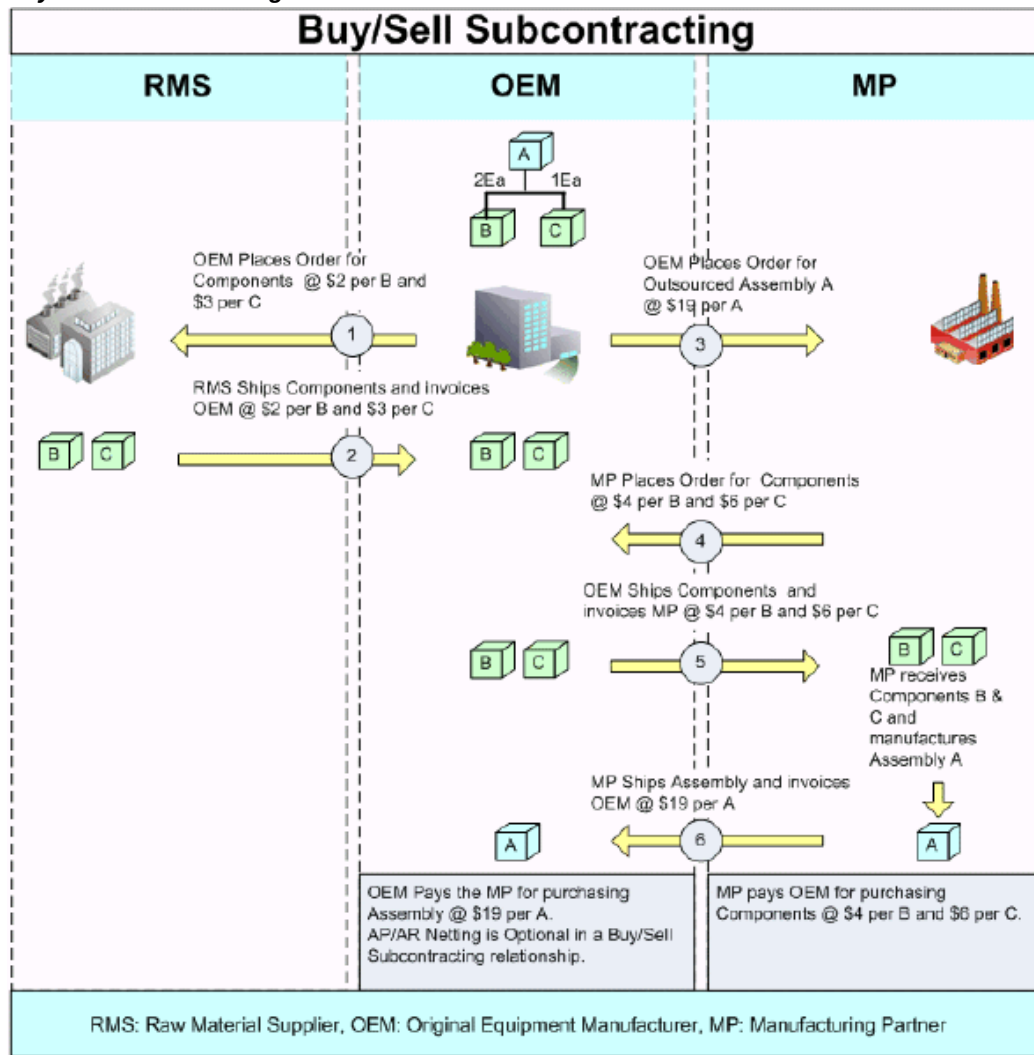 Buy/Sell Subcontracting
RMS
OEM
MP
A
2Ea
1Ea
B
C
OEM Places Order for
Components @ $2 per B and
$3 per C
1
OEM Places Order for
Outsourced Assembly A
@ $19 per A
3
RMS Ships Components and invoices
OEM @ $2 per B and $3 per C
B
C
2
B
C
MP Places Order for Components
@ $4 per B and $6 per C
4
OEM Ships Components and
invoices MP @ $4 per B and $6 per C
B
C
5
B
C
MP receives
Components B &
C and
manufactures
Assembly A
MP Ships Assembly and invoices
OEM @ $19 per A
A
6
A
OEM Pays the MP for purchasing
Assembly @ $19 per A.
AP/AR Netting is Optional in a Buy/Sell
Subcontracting relationship.
MP pays OEM for purchasing
Components @ $4 per B and $6 per C.
RMS: Raw Material Supplier, OEM: Original Equipment Manufacturer, MP: Manufacturing Partner